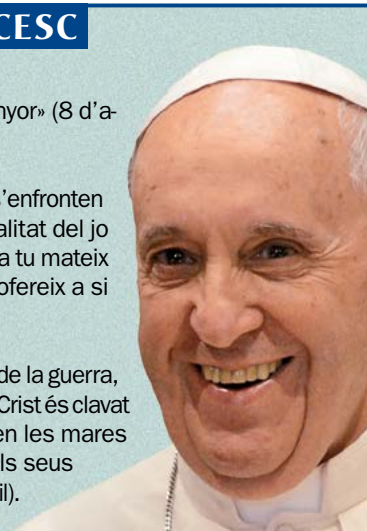 CESC
nyor» (8 d'a-
s'enfronten
alitat del jo
a tu mateix
ofereix a si
de la guerra,
Crist és clavat
en les mares
ls seus
il).